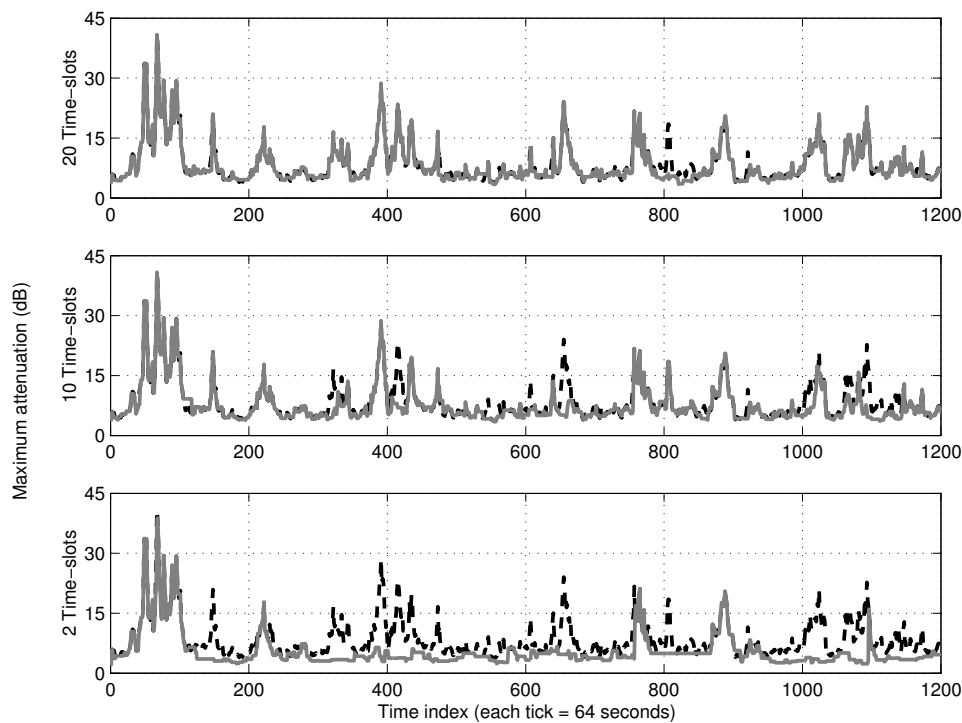 Maximum attenuation (dB)
20 Time−slots
45
30
15
0
0 200 400 600 800 1000 1200
10 Time−slots
45
30
15
0
0 200 400 600 800 1000 1200
2 Time−slots
45
30
15
0
0 200 400 600 800 1000 1200
Time index (each tick = 64 seconds)